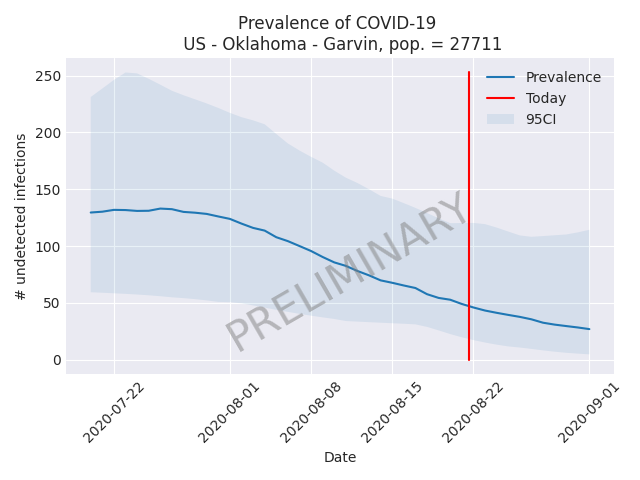 Prevalence of COVID-19
US - Oklahoma - Garvin, pop. = 27711
# undetected infections
250
200
150
100
50
0
Prevalence
Today
95CI
PRELIMINARY
2020-07-22
2020-08-01
2020-08-08
2020-08-15
2020-08-22
2020-09-01
Date